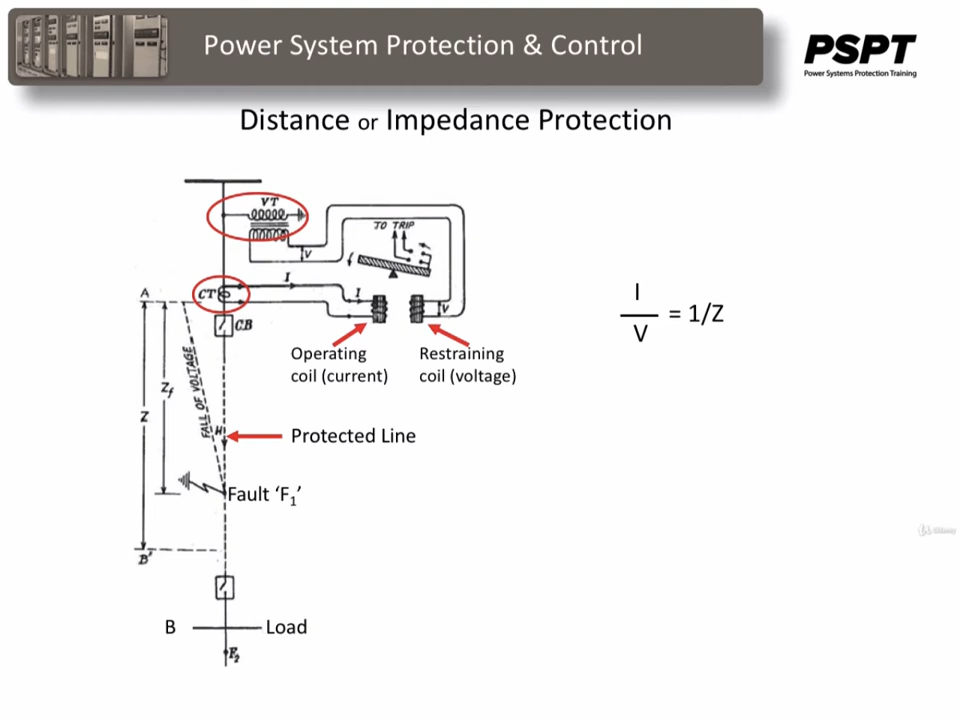 Power System Protection & Control
PSPT
Power Systems Protection Training
Distance or Impedance Protection
VT
TO TRIP
V
f
I
I
CT
V
A
CB
I
V
= 1/Z
Operating
coil (current)
Restraining
coil (voltage)
FALL OF VOLTAGE
Zf
Z
Protected Line
Fault ‘F1’
B'
B
Load
F2